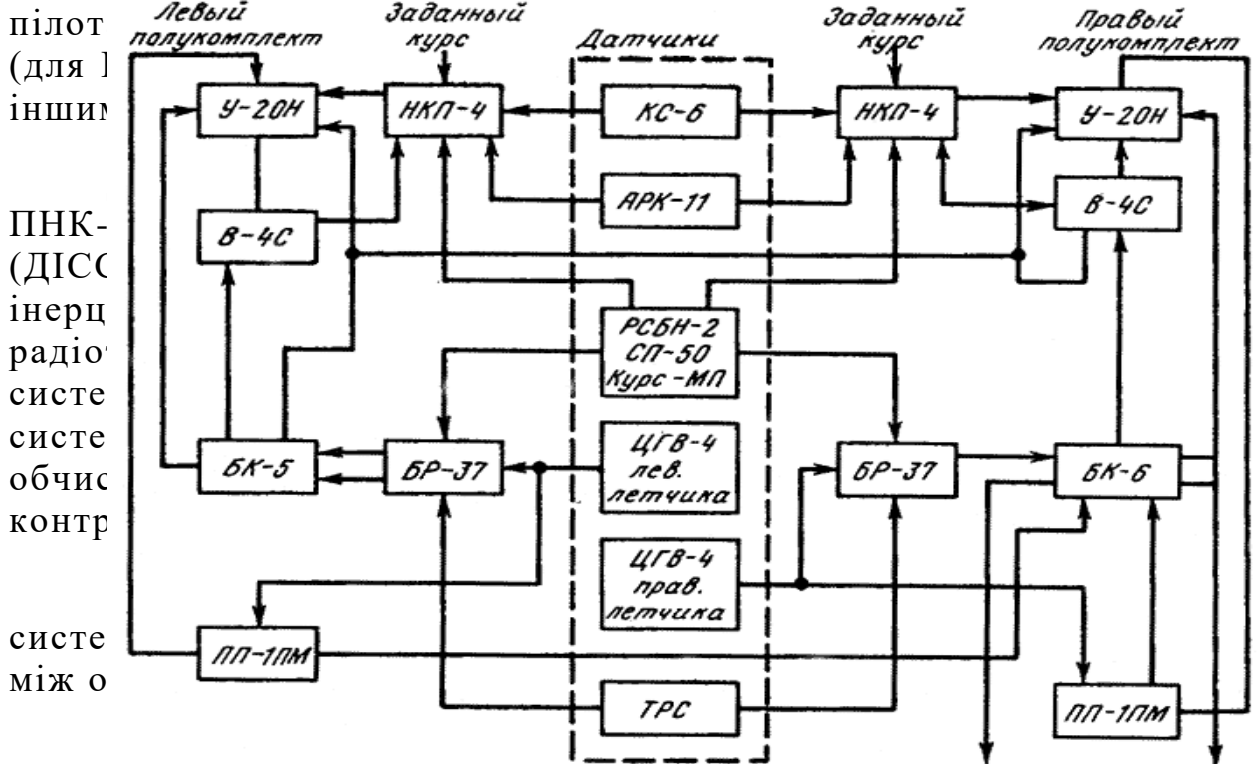 пілот
(для
іншим
ПНК-
(ДІС
інерц
радіо
систе
систе
обчис
контр
систе
між о
Левый
полукомплект
Заданный
курс
Датчики
Заданный
курс
Правый
полукомплект
У-20Н
НКП-4
КС-6
НКП-4
У-20Н
АРК-11
В-4С
В-4С
РСБН-2
СП-50
Курс-МП
БК-5
БР-37
ЦГВ-4
лев.
летчика
БР-37
БК-6
ЦГВ-4
прав.
летчика
ПП-1ПМ
ТРС
ПП-1ПМ